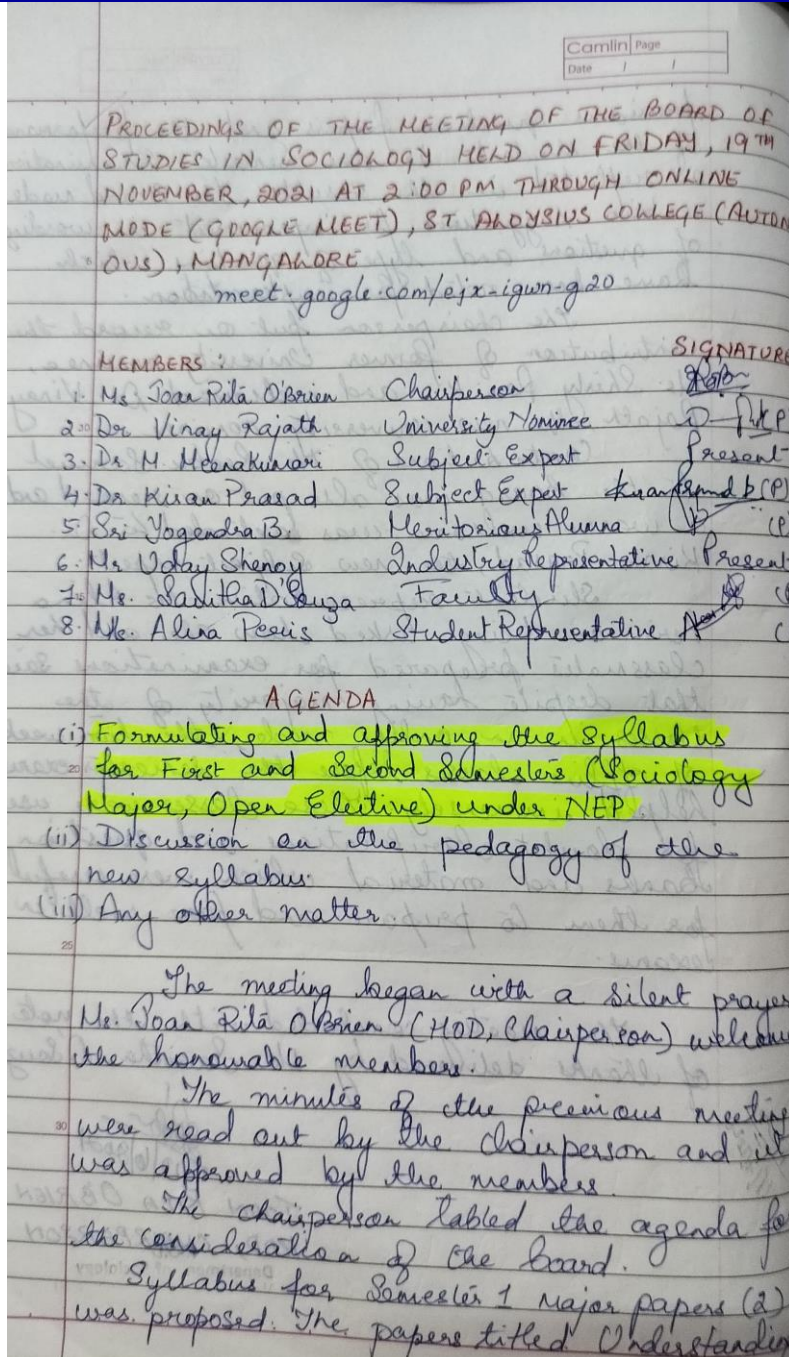 Camlin Page
Date / /
PROCEEDINGS OF THE MEETING OF THE BOARD OF
STUDIES IN SOCIOLOGY HELD ON FRIDAY, 19TH
NOVEMBER, 2021 AT 2:00 PM THROUGH ONLINE
MODE (GOOGLE MEET), ST ALOYSIUS COLLEGE (AUTON
OUS), MANGALORE
meet.google.com/ejx-igwn-g20
MEMBERS : SIGNATURE
1. Ms Joan Rita O'Brien Chairperson
2. Dr Vinay Rajath University Nominee
3. Dr M. Meenakumari Subject Expert Present
4. Dr Kiran Prasad Subject Expert (P)
5. Sri Yogendra B. Meritorious Alumna
6. Mr Uday Shenoy Industry Representative Present
7. Ms. Savitha D'Souza Faculty
8. Ms. Alina Peris Student Representative
AGENDA
(i) Formulating and approving the Syllabus
20 for First and Second Semesters (Sociology
Major, Open Elective) under NEP.
(ii) Discussion on the pedagogy of the
new syllabus.
(iii) Any other matter.
25
The meeting began with a silent prayer
Ms. Joan Rita O'Brien (HOD, Chairperson) welcom
the honourable members.
The minutes of the previous meeting
30 were read out by the chairperson and it
was approved by the members.
The chairperson tabled the agenda fo
the consideration of the board.
Syllabus for Semester 1 Major papers (2)
was proposed. The papers titled Understandin